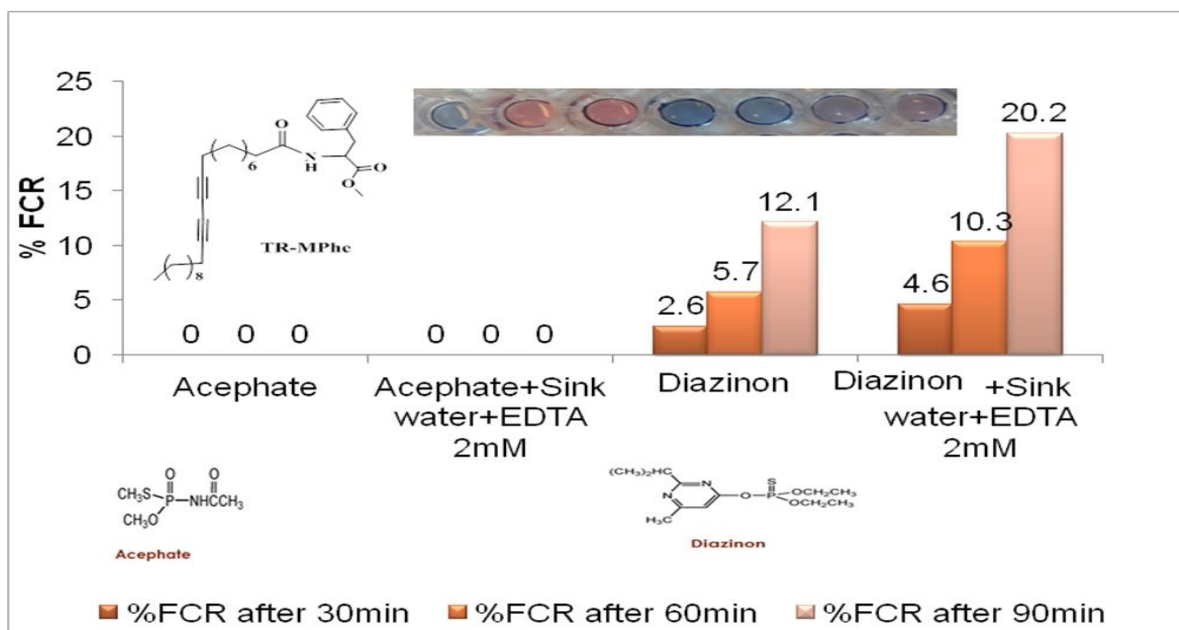 25
20
15
10
5
0
% FCR
O
N
H
6
O
O
8
TR-MPhe
0 0 0
0 0 0
2.6
5.7
12.1
4.6
10.3
20.2
Acephate
Acephate+Sink
water+EDTA
2mM
Diazinon
Diazinon +Sink
water+EDTA
2mM
O O
CH₃S-P-NHCCH₃
CH₃O
Acephate
(CH₃)₂HC
N N
H₃C
O P
S
OCH₂CH₃
OCH₂CH₃
Diazinon
%FCR after 30min %FCR after 60min %FCR after 90min